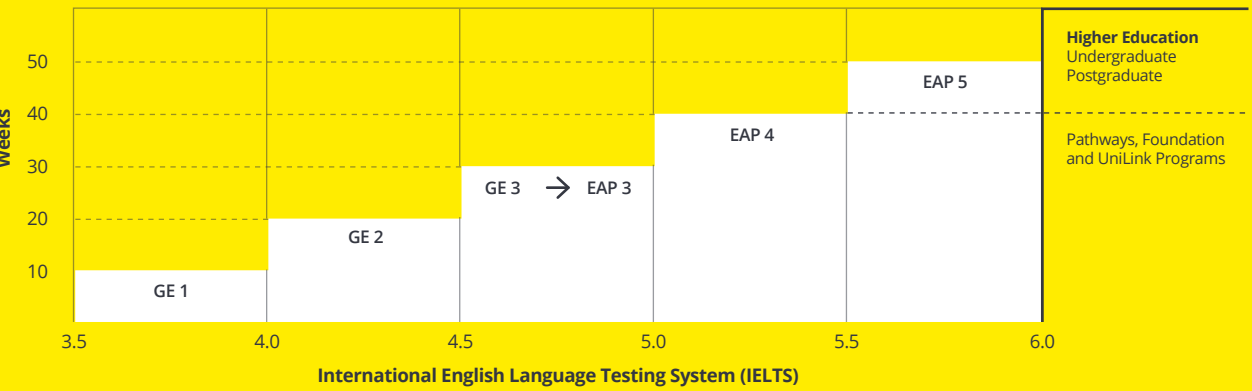 Weeks
50
40
30
20
10
GE 1
GE 2
GE 3 → EAP 3
EAP 4
EAP 5
Higher Education
Undergraduate
Postgraduate
Pathways, Foundation
and UniLink Programs
3.5 4.0 4.5 5.0 5.5 6.0
International English Language Testing System (IELTS)